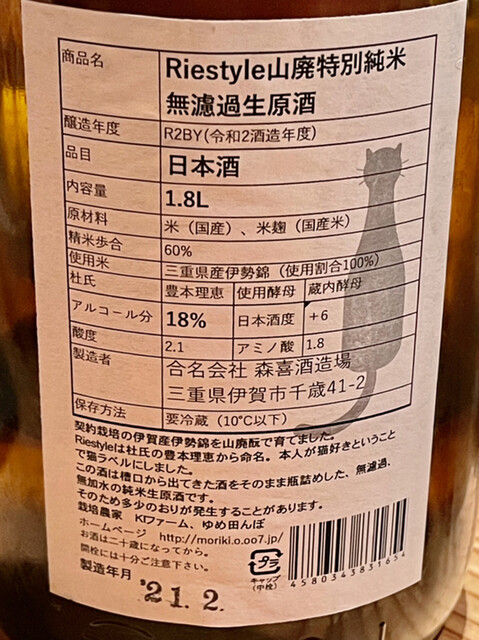 商品名 Riestyle山廃特別純米
無濾過生原酒
醸造年度 R2BY(令和2酒造年度)
品目 日本酒
内容量 1.8L
原材料 米（国産）、米麹（国産米）
精米歩合 60%
使用米 三重県産伊勢錦（使用割合100%）
杜氏 豊本理恵 使用酵母 蔵内酵母
アルコール分 18% 日本酒度 +6
酸度 2.1 アミノ酸 1.8
製造者 合名会社 森喜酒造場
三重県伊賀市千歳41-2
保存方法 要冷蔵（10℃以下）
契約栽培の伊賀産伊勢錦を山廃酛で育てました。
Riestyleは杜氏の豊本理恵から命名。本人が猫好きということ
で猫ラベルにしました。
この酒は槽口から出てきた酒をそのまま瓶詰めした、無濾過、
無加水の純米生原酒です。
そのため多少のおりが発生することがあります。
栽培農家 KIファーム、ゆめ田んぼ
ホームページ http://moriki.o.oo7.jp/
お酒は二十歳になってから。
開栓には十分ご注意下さい。
製造年月 '21.2.
プラ
キャップ
(中栓)
4580343831654